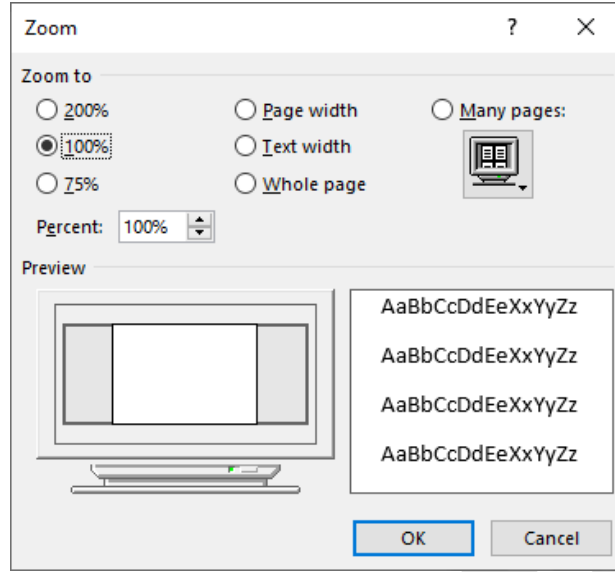 Zoom ? ×
Zoom to
200% Page width Many pages:
100% Text width
75% Whole page
Percent: 100%
Preview
AaBbCcDdEeXxYyZz
AaBbCcDdEeXxYyZz
AaBbCcDdEeXxYyZz
AaBbCcDdEeXxYyZz
OK Cancel